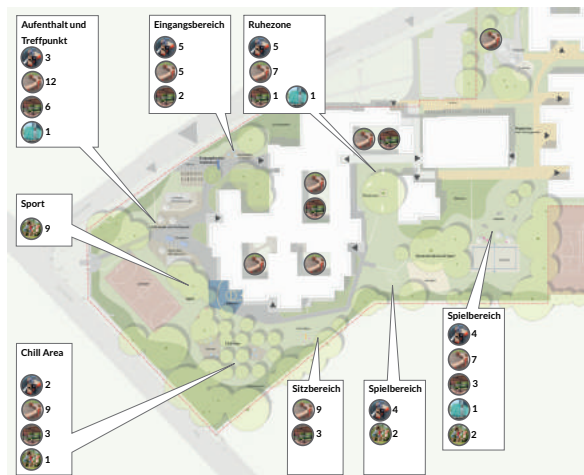 Aufenthalt und
Treffpunkt
3
12
6
1
Eingangsbereich
5
5
2
Ruhezone
5
7
1 1
Sport
9
Chill Area
2
9
3
1
Sitzbereich
9
3
Spielbereich
4
2
Spielbereich
4
7
3
1
2